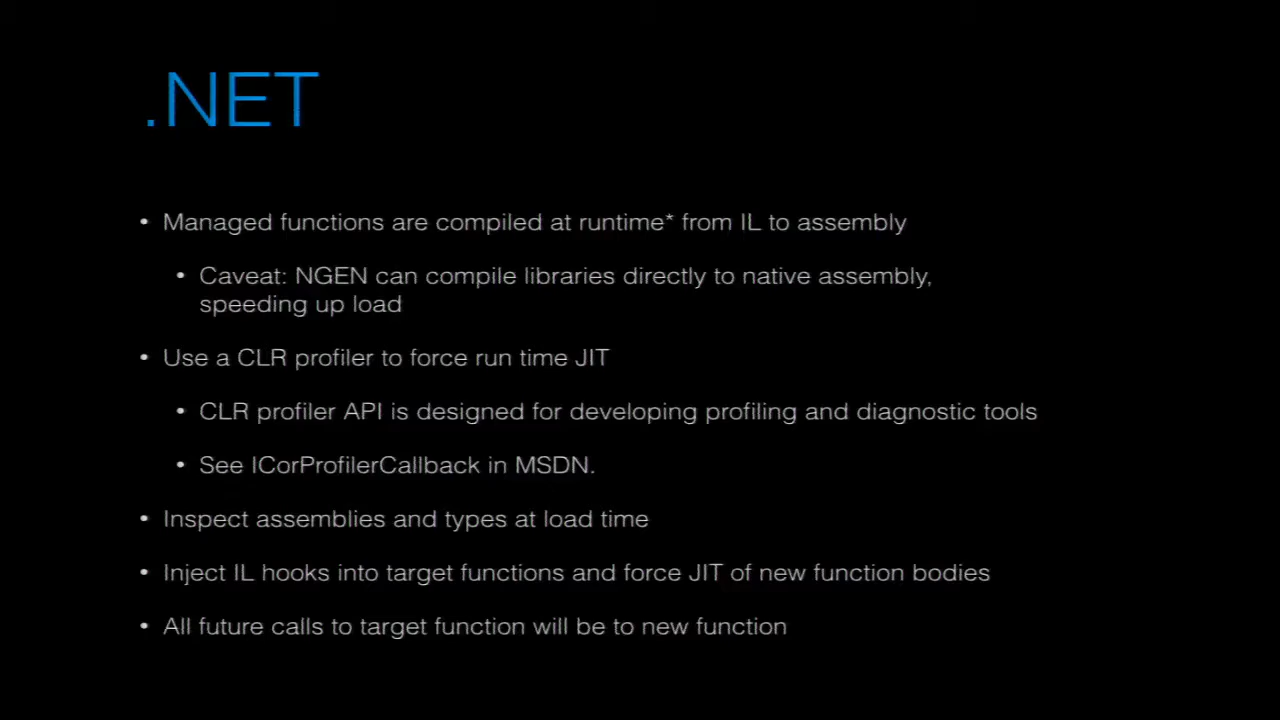 .NET
• Managed functions are compiled at runtime* from IL to assembly
• Caveat: NGEN can compile libraries directly to native assembly,
speeding up load
• Use a CLR profiler to force run time JIT
• CLR profiler API is designed for developing profiling and diagnostic tools
• See ICorProfilerCallback in MSDN.
• Inspect assemblies and types at load time
• Inject IL hooks into target functions and force JIT of new function bodies
• All future calls to target function will be to new function